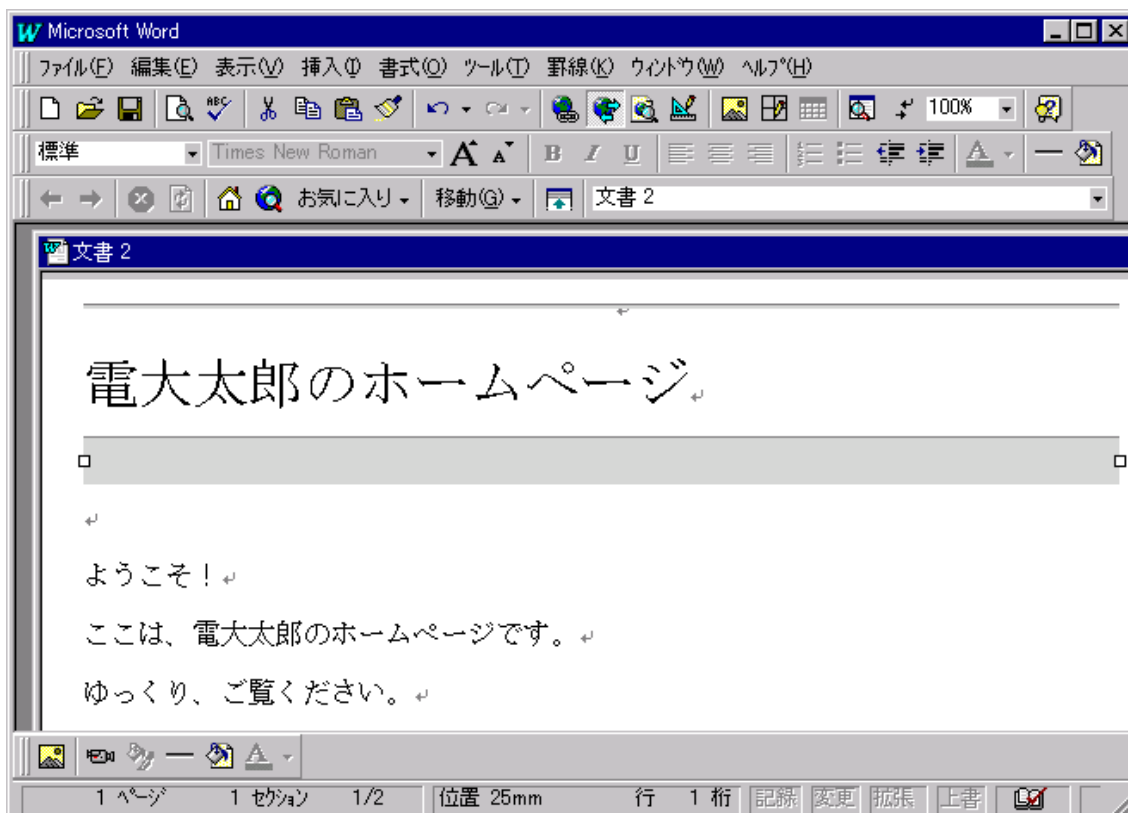 Microsoft Word
ファイル(F) 編集(E) 表示(V) 挿入(I) 書式(O) ツール(T) 罫線(K) ウィンドウ(W) ヘルプ(H)
ABC 100%
標準 Times New Roman A A B I U A
お気に入り 移動(G) 文書 2
文書 2
電大太郎のホームページ
ようこそ！
ここは、電大太郎のホームページです。
ゆっくり、ご覧ください。
A
1 ページ 1 セクション 1/2 位置 25mm 行 1 桁 記録 変更 拡張 上書